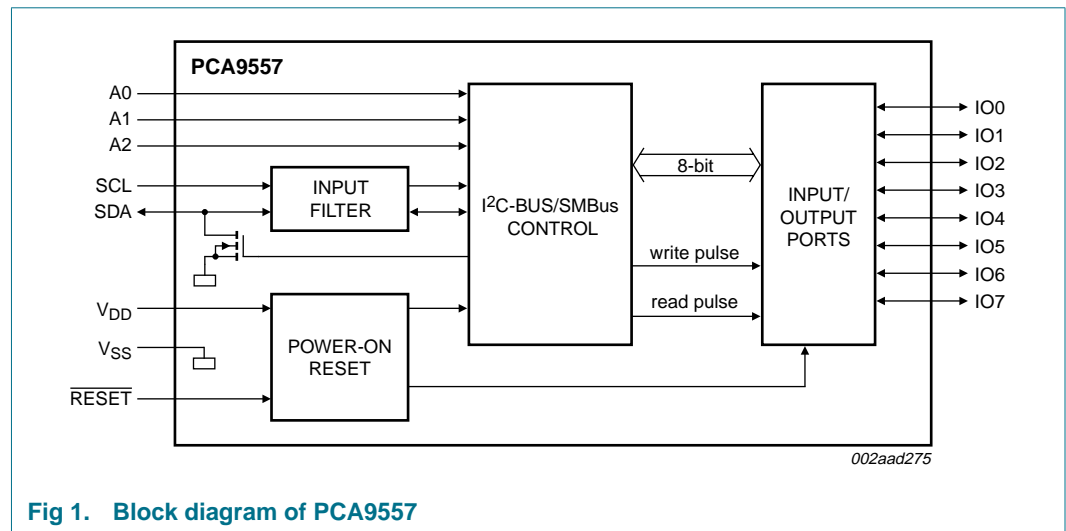 PCA9557
A0
A1
A2
SCL
SDA
INPUT
FILTER
I2C-BUS/SMBus
CONTROL
8-bit
write pulse
read pulse
INPUT/
OUTPUT
PORTS
IO0
IO1
IO2
IO3
IO4
IO5
IO6
IO7
VDD
VSS
RESET
POWER-ON
RESET
002aad275
Fig 1. Block diagram of PCA9557